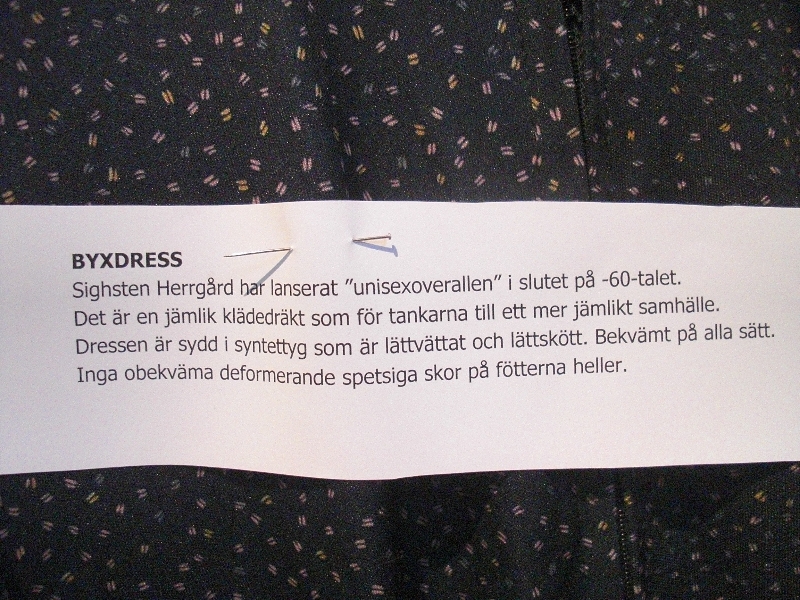 BYXDRESS
Sighsten Herrgård har lanserat ”unisexoverallen” i slutet på -60-talet.
Det är en jämlik klädedräkt som för tankarna till ett mer jämlikt samhälle.
Dressen är sydd i syntettyg som är lättvättat och lättskött. Bekvämt på alla sätt.
Inga obekväma deformerande spetsiga skor på fötterna heller.